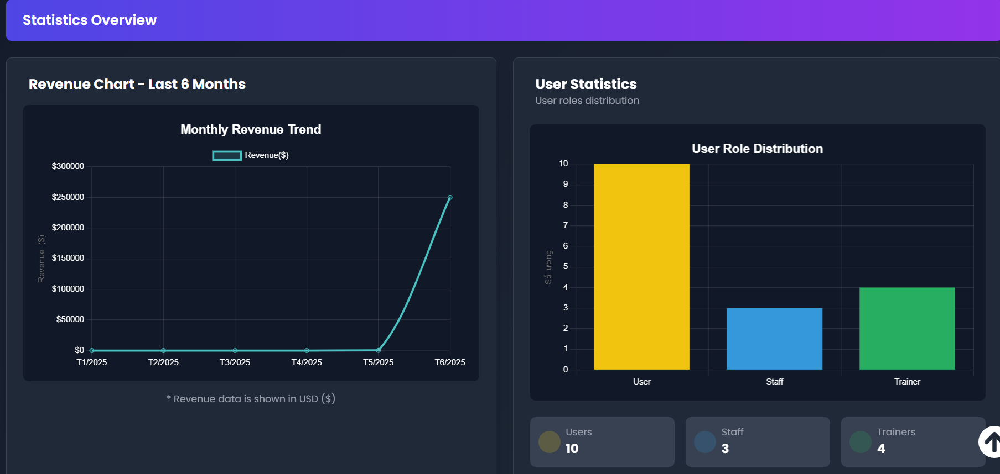 Statistics Overview
Revenue Chart - Last 6 Months
Monthly Revenue Trend
Revenue($)
$300000
$250000
$200000
$150000
$100000
$50000
$0
Revenue ($)
T1/2025
T2/2025
T3/2025
T4/2025
T5/2025
T6/2025
* Revenue data is shown in USD ($)
User Statistics
User roles distribution
User Role Distribution
10
9
8
7
6
5
4
3
2
1
0
Số lượng
User
Staff
Trainer
Users
10
Staff
3
Trainers
4